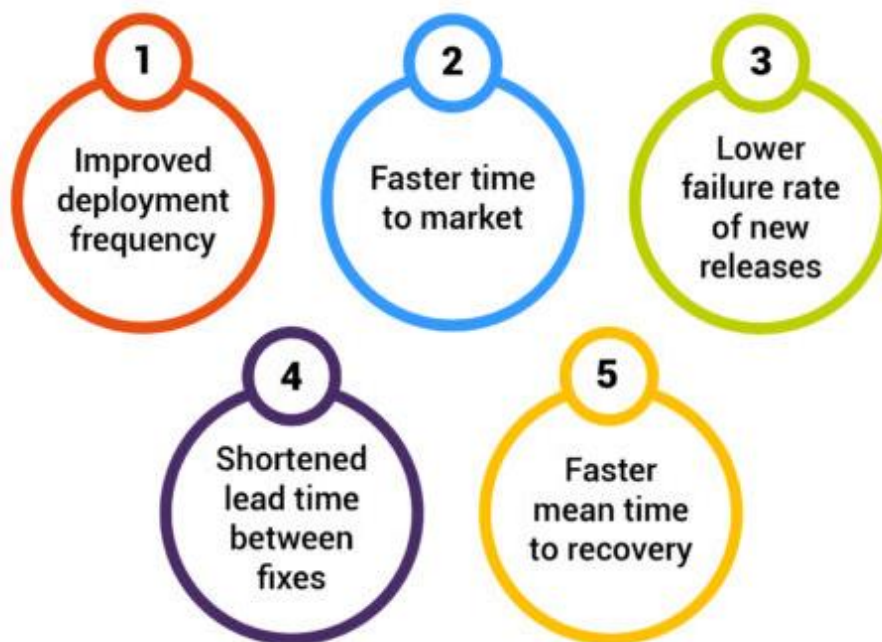 1
Improved
deployment
frequency
2
Faster time
to market
3
Lower
failure rate
of new
releases
4
Shortened
lead time
between
fixes
5
Faster
mean time
to recovery